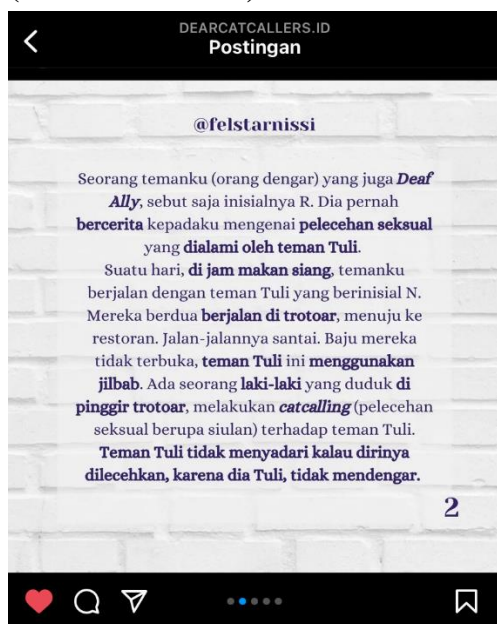 DEARCATCALLERS.ID
Postingan
@felstarnissi
Seorang temanku (orang dengar) yang juga Deaf
Ally, sebut saja inisialnya R. Dia pernah
bercerita kepadaku mengenai pelecehan seksual
yang dialami oleh teman Tuli.
Suatu hari, di jam makan siang, temanku
berjalan dengan teman Tuli yang berinisial N.
Mereka berdua berjalan di trotoar, menuju ke
restoran. Jalan-jalannya santai. Baju mereka
tidak terbuka, teman Tuli ini menggunakan
jilbab. Ada seorang laki-laki yang duduk di
pinggir trotoar, melakukan catcalling (pelecehan
seksual berupa siulan) terhadap teman Tuli.
Teman Tuli tidak menyadari kalau dirinya
dilecehkan, karena dia Tuli, tidak mendengar.
2